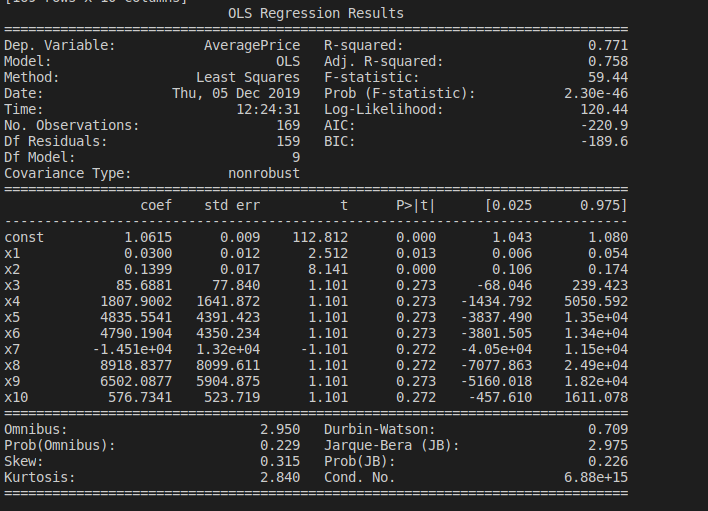 [169 rows x 10 columns]
OLS Regression Results
==============================================================================
Dep. Variable: AveragePrice R-squared: 0.771
Model: OLS Adj. R-squared: 0.758
Method: Least Squares F-statistic: 59.44
Date: Thu, 05 Dec 2019 Prob (F-statistic): 2.30e-46
Time: 12:24:31 Log-Likelihood: 120.44
No. Observations: 169 AIC: -220.9
Df Residuals: 159 BIC: -189.6
Df Model: 9
Covariance Type: nonrobust
==============================================================================
coef std err t P>|t| [0.025 0.975]
------------------------------------------------------------------------------
const 1.0615 0.009 112.812 0.000 1.043 1.080
x1 0.0300 0.012 2.512 0.013 0.006 0.054
x2 0.1399 0.017 8.141 0.000 0.106 0.174
x3 85.6881 77.840 1.101 0.273 -68.046 239.423
x4 1807.9002 1641.872 1.101 0.273 -1434.792 5050.592
x5 4835.5541 4391.423 1.101 0.273 -3837.490 1.35e+04
x6 4790.1904 4350.234 1.101 0.273 -3801.505 1.34e+04
x7 -1.451e+04 1.32e+04 -1.101 0.272 -4.05e+04 1.15e+04
x8 8918.8377 8099.611 1.101 0.272 -7077.863 2.49e+04
x9 6502.0877 5904.875 1.101 0.273 -5160.018 1.82e+04
x10 576.7341 523.719 1.101 0.272 -457.610 1611.078
==============================================================================
Omnibus: 2.950 Durbin-Watson: 0.709
Prob(Omnibus): 0.229 Jarque-Bera (JB): 2.975
Skew: 0.315 Prob(JB): 0.226
Kurtosis: 2.840 Cond. No. 6.88e+15
==============================================================================